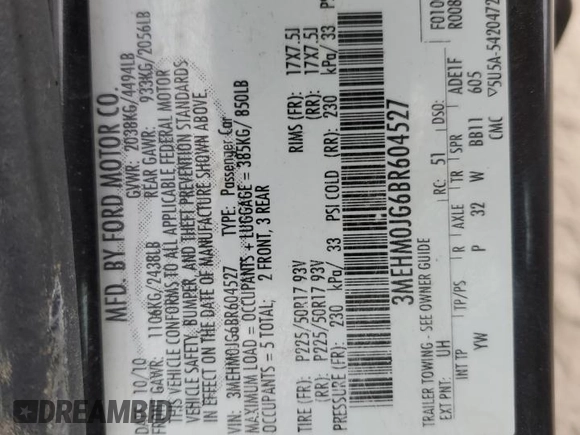 MFD. BY FORD MOTOR CO.
10/10
GVWR: 2038KG/4494LB
GAWR: 1106KG/2438LB
REAR GAWR: 933KG/2056LB
THIS VEHICLE CONFORMS TO ALL APPLICABLE FEDERAL MOTOR
VEHICLE SAFETY, BUMPER, AND THEFT PREVENTION STANDARDS
IN EFFECT ON THE DATE OF MANUFACTURE SHOWN ABOVE.
VIN: 3MEHM0JG6BR604527
TYPE: Passenger Car
MAXIMUM LOAD = OCCUPANTS + LUGGAGE = 385KG/ 850LB
OCCUPANTS = 5 TOTAL; 2 FRONT, 3 REAR
TIRE (FR): P225/50R17 93V RIMS (FR): 17X7.5J
(RR): P225/50R17 93V (RR): 17X7.5J
PRESSURE (FR): 230 kPa/ 33 PSI COLD (RR): 230 kPa/ 33
3MEHM0JG6BR604527
F010
R008
TRAILER TOWING - SEE OWNER GUIDE
EXT PNT: UH RC: 51 DSO:
INT TP TP/PS R AXLE TR SPR ADE1F
YW P 32 W BB11 605
CMC ▽5U5A-5420472
DREAMBID